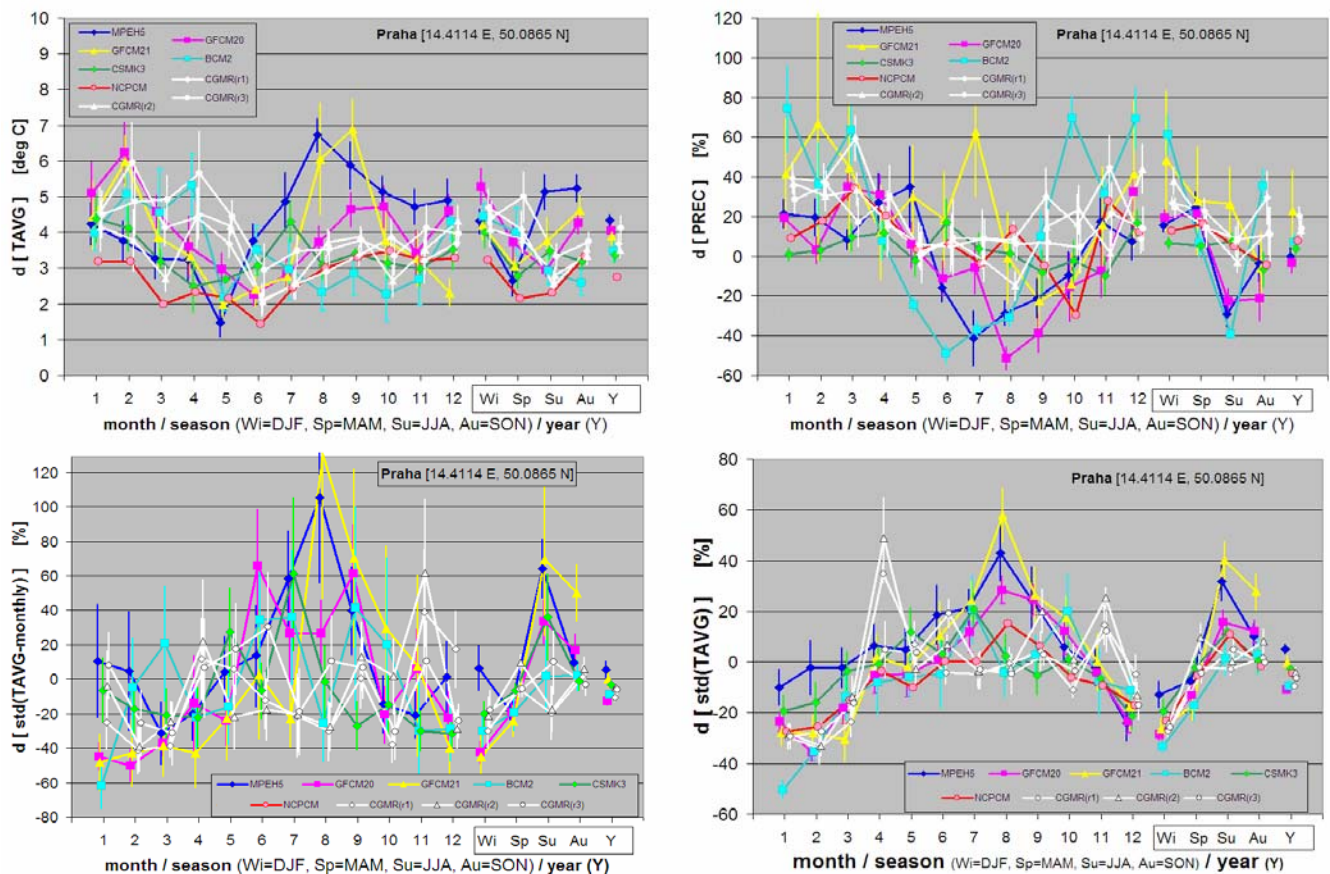 Praha [14.4114 E, 50.0865 N]
MPEH5
GFCM20
GFCM21
BCM2
CSMK3
CGMR(r1)
NCPCM
CGMR(r3)
CGMR(r2)
d [ TAVG ] [deg C]
10
9
8
7
6
5
4
3
2
1
0
1 2 3 4 5 6 7 8 9 10 11 12 Wi Sp Su Au Y
month / season (Wi=DJF, Sp=MAM, Su=JJA, Au=SON) / year (Y)
Praha [14.4114 E, 50.0865 N]
MPEH5
GFCM20
GFCM21
BCM2
CSMK3
CGMR(r1)
NCPCM
CGMR(r3)
CGMR(r2)
d [ PREC ] [%]
120
100
80
60
40
20
0
-20
-40
-60
1 2 3 4 5 6 7 8 9 10 11 12 Wi Sp Su Au Y
month / season (Wi=DJF, Sp=MAM, Su=JJA, Au=SON) / year (Y)
Praha [14.4114 E, 50.0865 N]
d [ std(TAVG-monthly) ] [%]
120
100
80
60
40
20
0
-20
-40
-60
-80
MPEH5 GFCM20 GFCM21 BCM2 CSMK3
NCPCM CGMR(r1) CGMR(r2) CGMR(r3)
1 2 3 4 5 6 7 8 9 10 11 12 Wi Sp Su Au Y
month / season (Wi=DJF, Sp=MAM, Su=JJA, Au=SON) / year (Y)
Praha [14.4114 E, 50.0865 N]
d [ std(TAVG) ] [%]
80
60
40
20
0
-20
-40
-60
MPEH5 GFCM20 GFCM21 BCM2 CSMK3
NCPCM CGMR(r1) CGMR(r2) CGMR(r3)
1 2 3 4 5 6 7 8 9 10 11 12 Wi Sp Su Au Y
month / season (Wi=DJF, Sp=MAM, Su=JJA, Au=SON) / year (Y)